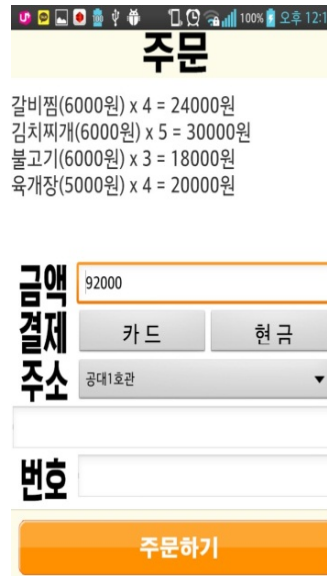 100% 오후 12:1
주문
갈비찜(6000원) x 4 = 24000원
김치찌개(6000원) x 5 = 30000원
불고기(6000원) x 3 = 18000원
육개장(5000원) x 4 = 20000원
금액 92000
결제 카드 현금
주소 공대1호관
번호
주문하기